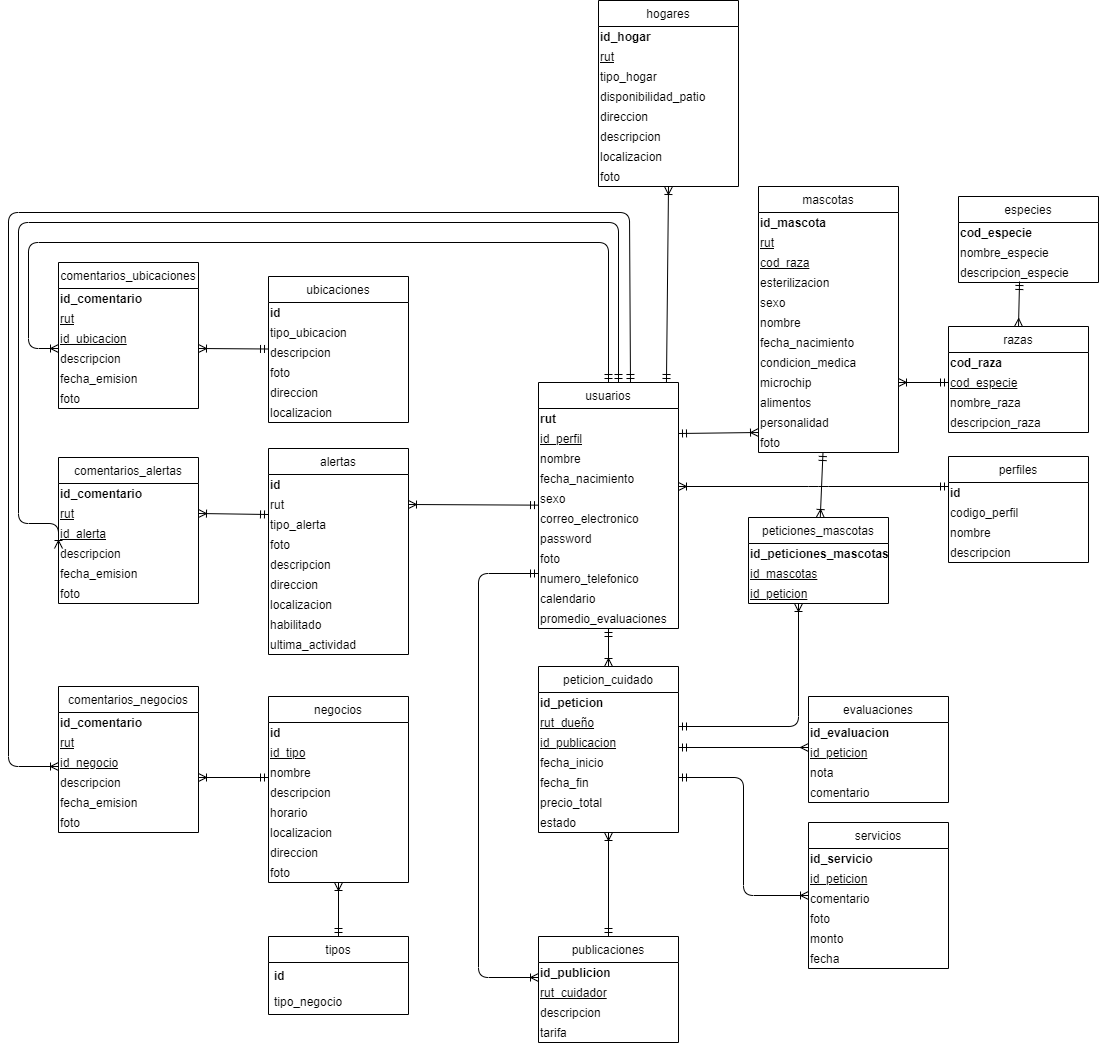 hogares
id_hogar
rut
tipo_hogar
disponibilidad_patio
direccion
descripcion
localizacion
foto
mascotas
id_mascota
rut
cod_raza
esterilizacion
sexo
nombre
fecha_nacimiento
condicion_medica
microchip
alimentos
personalidad
foto
especies
cod_especie
nombre_especie
descripcion_especie
comentarios_ubicaciones
id_comentario
rut
id_ubicacion
descripcion
fecha_emision
foto
ubicaciones
id
tipo_ubicacion
descripcion
foto
direccion
localizacion
razas
cod_raza
cod_especie
nombre_raza
descripcion_raza
usuarios
rut
id_perfil
nombre
fecha_nacimiento
sexo
correo_electronico
password
foto
numero_telefonico
calendario
promedio_evaluaciones
comentarios_alertas
id_comentario
rut
id_alerta
descripcion
fecha_emision
foto
alertas
id
rut
tipo_alerta
foto
descripcion
direccion
localizacion
habilitado
ultima_actividad
perfiles
id
codigo_perfil
nombre
descripcion
peticiones_mascotas
id_peticiones_mascotas
id_mascotas
id_peticion
comentarios_negocios
id_comentario
rut
id_negocio
descripcion
fecha_emision
foto
negocios
id
id_tipo
nombre
descripcion
horario
localizacion
direccion
foto
peticion_cuidado
id_peticion
rut_dueño
id_publicacion
fecha_inicio
fecha_fin
precio_total
estado
evaluaciones
id_evaluacion
id_peticion
nota
comentario
servicios
id_servicio
id_peticion
comentario
foto
monto
fecha
tipos
id
tipo_negocio
publicaciones
id_publicion
rut_cuidador
descripcion
tarifa